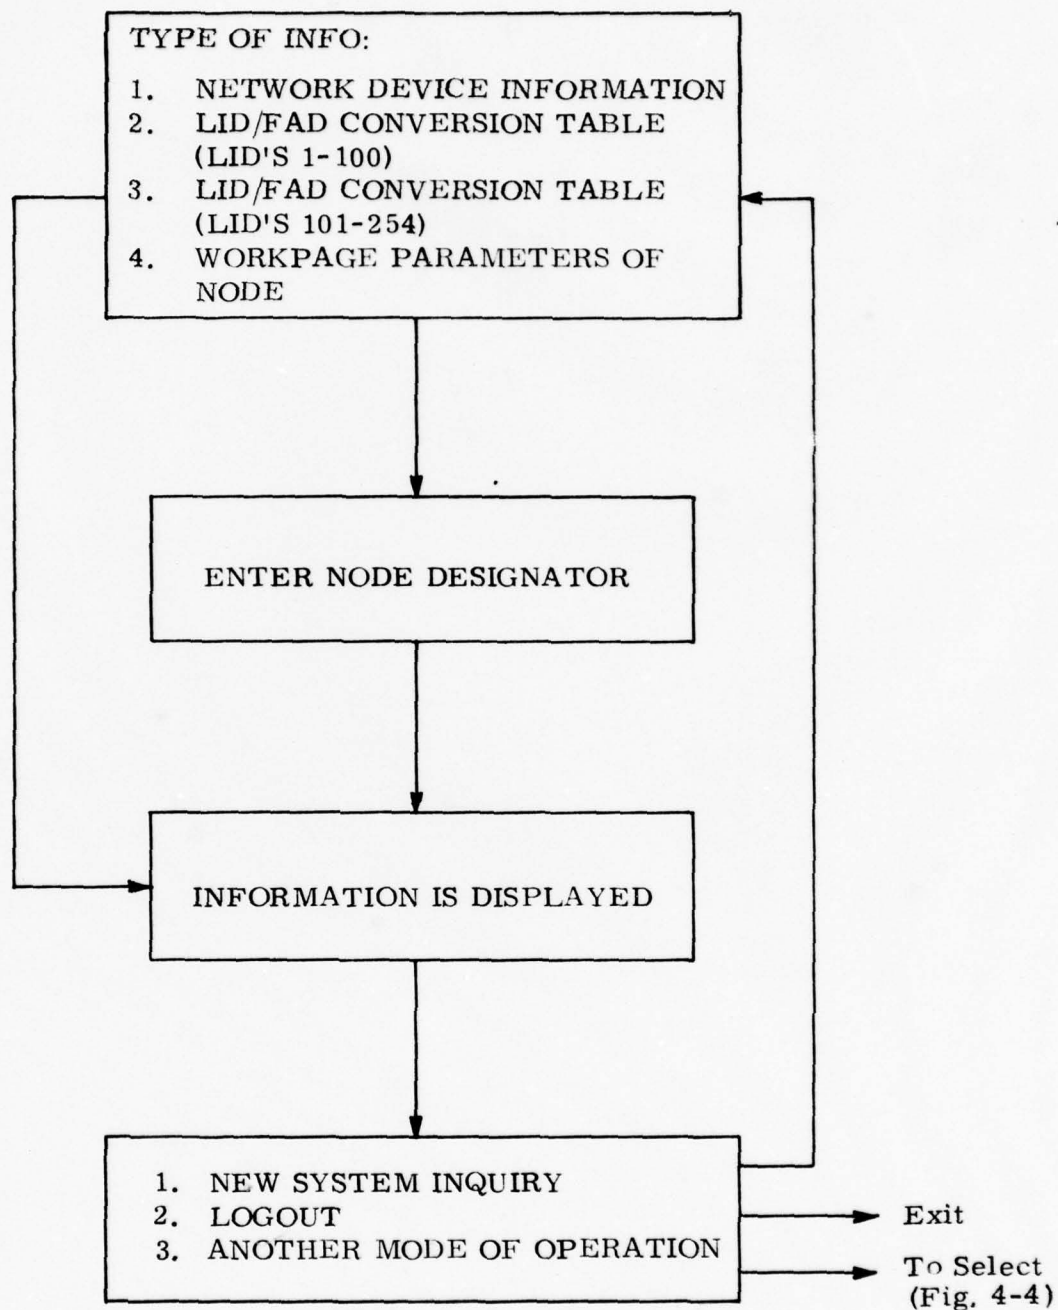 TYPE OF INFO:
1. NETWORK DEVICE INFORMATION
2. LID/FAD CONVERSION TABLE
(LID'S 1-100)
3. LID/FAD CONVERSION TABLE
(LID'S 101-254)
4. WORKPAGE PARAMETERS OF
NODE
ENTER NODE DESIGNATOR
INFORMATION IS DISPLAYED
1. NEW SYSTEM INQUIRY
2. LOGOUT
3. ANOTHER MODE OF OPERATION
Exit
To Select
(Fig. 4-4)